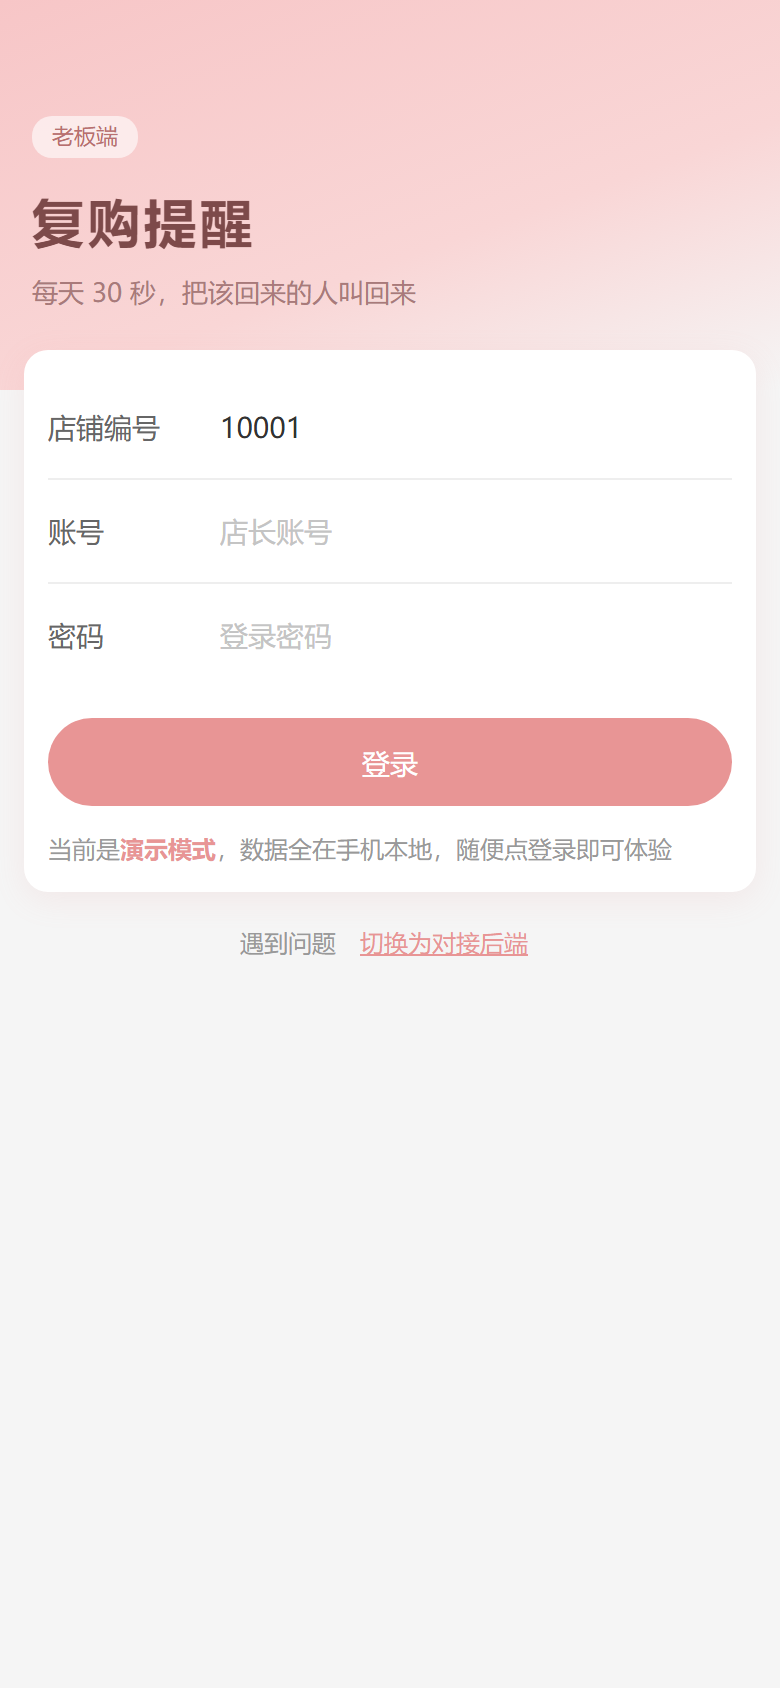 老板端
复购提醒
每天 30 秒，把该回来的人叫回来
店铺编号 10001
账号 店长账号
密码 登录密码
登录
当前是演示模式，数据全在手机本地，随便点登录即可体验
遇到问题 切换为对接后端